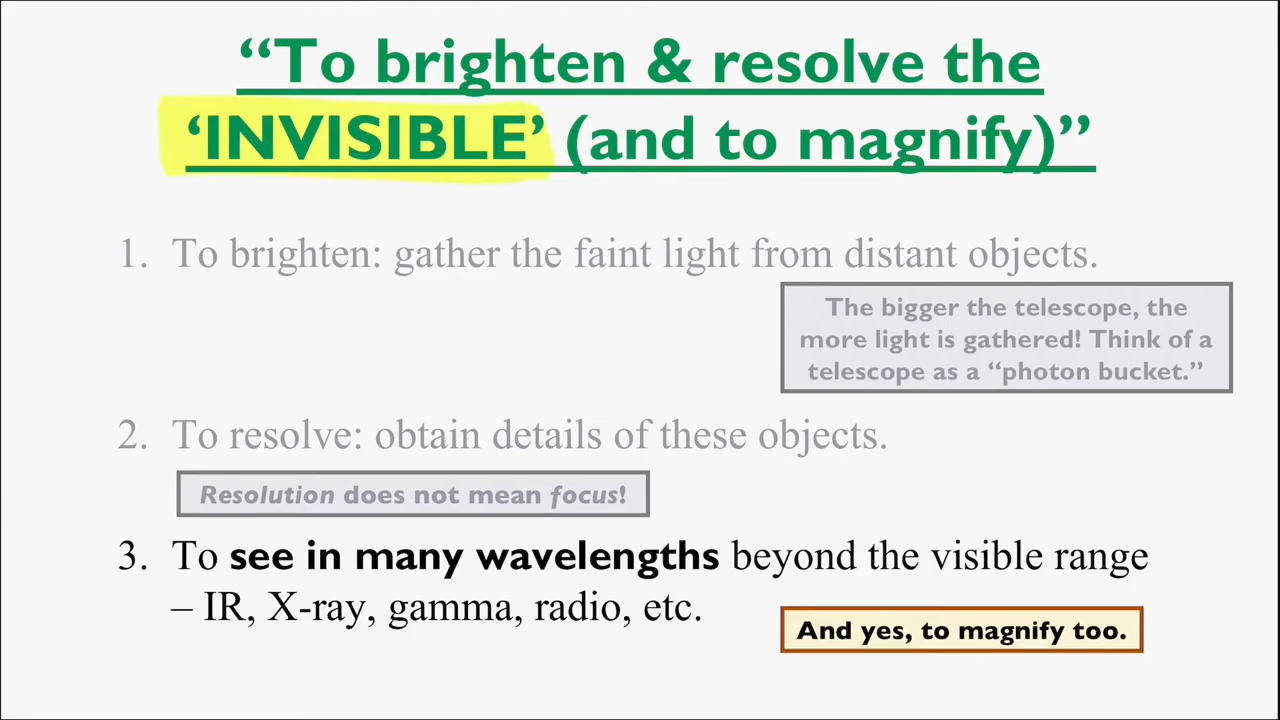 “To brighten & resolve the
‘INVISIBLE’ (and to magnify)”
1. To brighten: gather the faint light from distant objects.
The bigger the telescope, the
more light is gathered! Think of a
telescope as a “photon bucket.”
2. To resolve: obtain details of these objects.
Resolution does not mean focus!
3. To see in many wavelengths beyond the visible range
– IR, X-ray, gamma, radio, etc.
And yes, to magnify too.